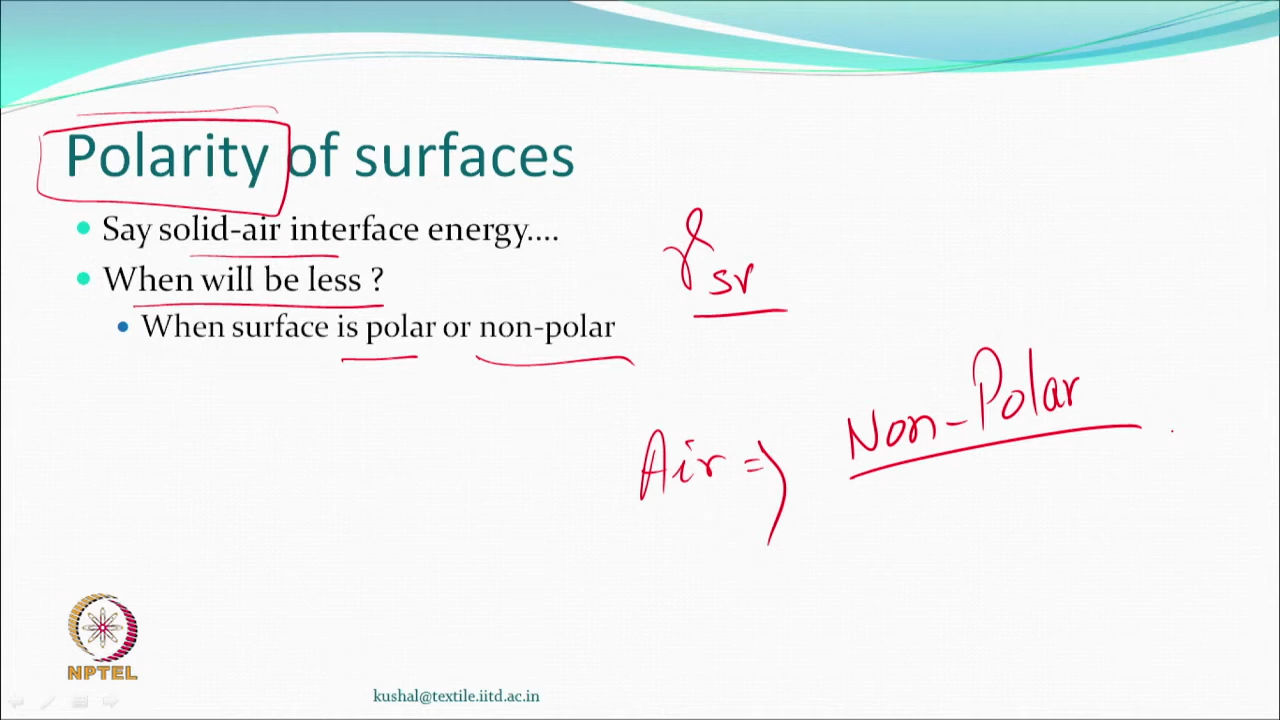 Polarity of surfaces
Say solid-air interface energy....
When will be less ?
When surface is polar or non-polar
γsv
Air => Non-Polar
NPTEL
kushal@textile.iitd.ac.in